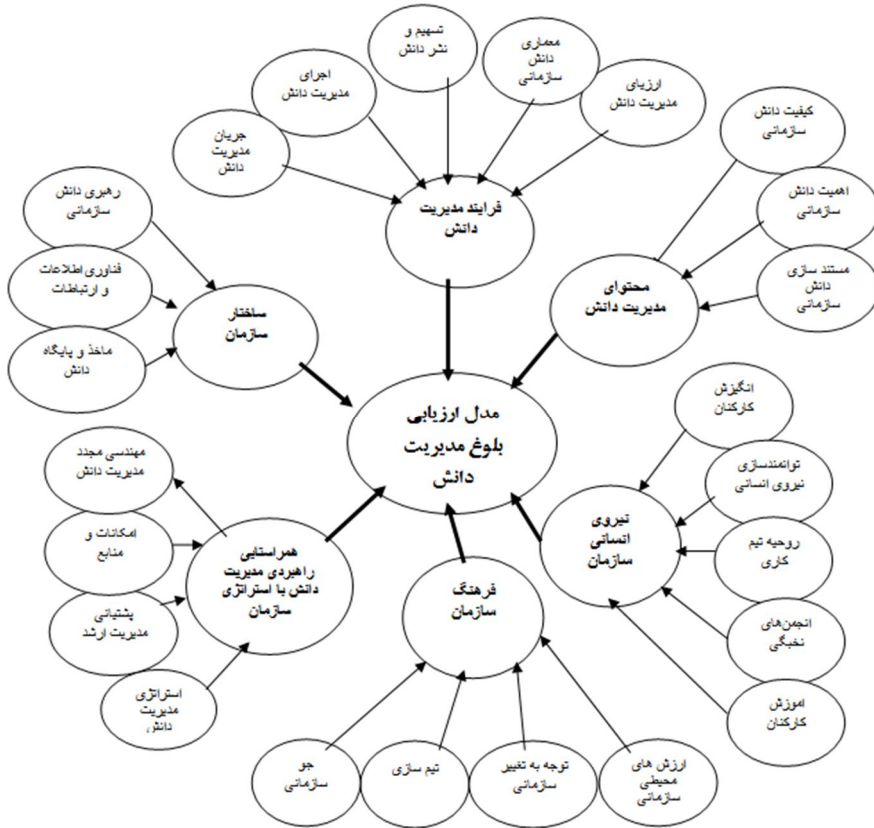 تسهیم و
نشر دانش
معماری
دانش
سازمانی
اجرای
مدیریت دانش
ارزیای
مدیریت دانش
جریان
مدیریت
دانش
کیفیت دانش
سازمانی
رهبری دانش
سازمانی
فرایند مدیریت
دانش
اهمیت دانش
سازمانی
فناوری اطلاعات
و ارتباطات
مستند سازی
دانش
سازمانی
محتوای
مدیریت دانش
ساختار
سازمان
ماخذ و پایگاه
دانش
انگیزش
کارکنان
مدل ارزیابی
بلوغ مدیریت
دانش
مهندسی مجدد
مدیریت دانش
توانمندسازی
نیروی انسانی
امکانات و
منابع
نیروی
انسانی
سازمان
روحیه تیم
کاری
همراستایی
راهبردی مدیریت
دانش با استراتژی
سازمان
فرهنگ
سازمان
پشتیانی
مدیریت ارشد
انجمن‌های
نخبگی
استراتژی
مدیریت
دانش
اموزش
کارکنان
جو
سازمانی
تیم سازی
توجه به تغییر
سازمانی
ارزش های
محیطی
سازمانی